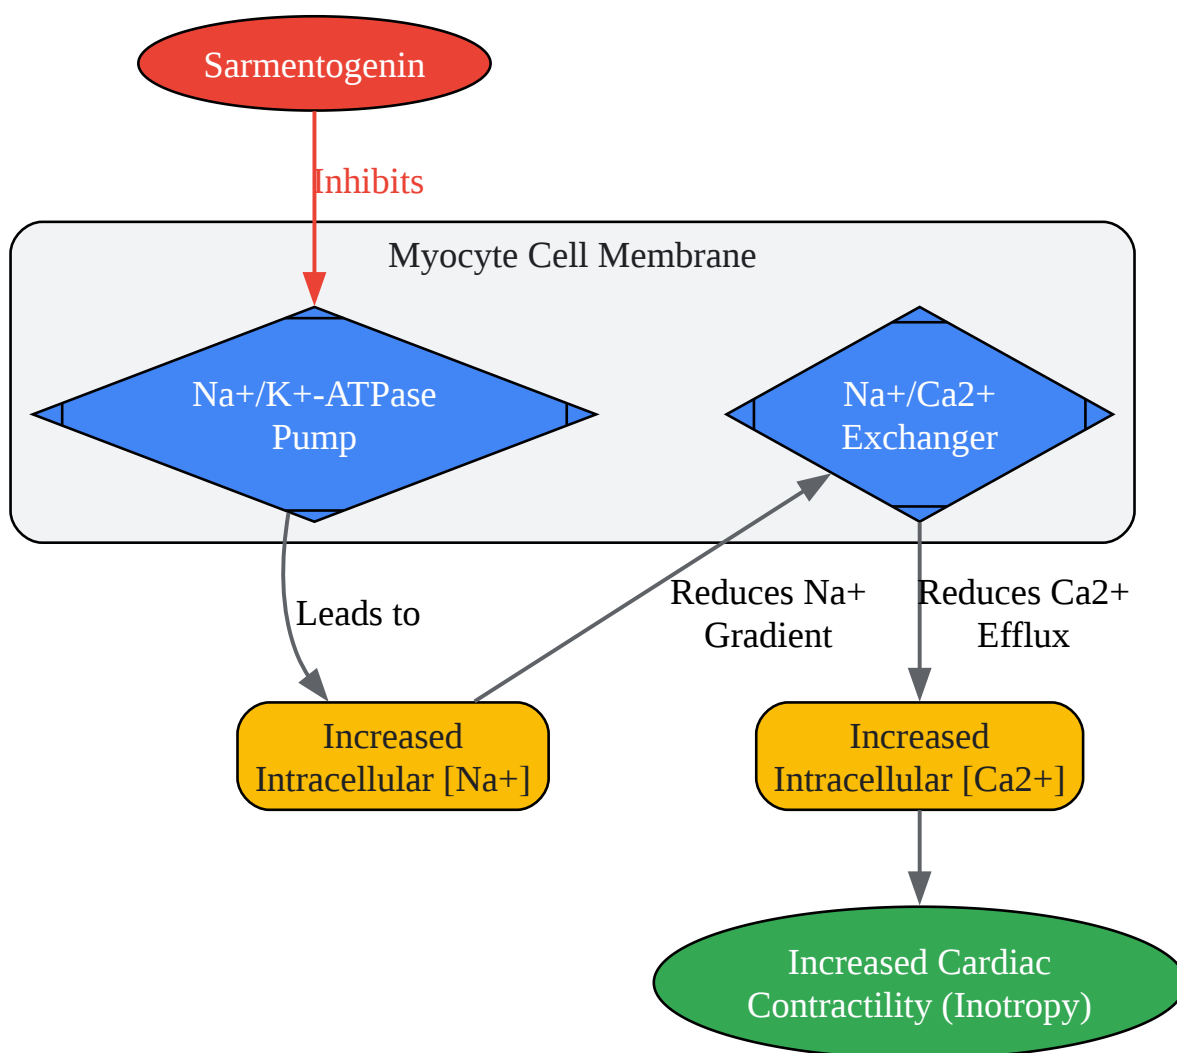 Sarmentogenin
Inhibits
Myocyte Cell Membrane
Na+/K+-ATPase
Pump
Na+/Ca2+
Exchanger
Leads to
Reduces Na+
Gradient
Reduces Ca2+
Efflux
Increased
Intracellular [Na+]
Increased
Intracellular [Ca2+]
Increased Cardiac
Contractility (Inotropy)